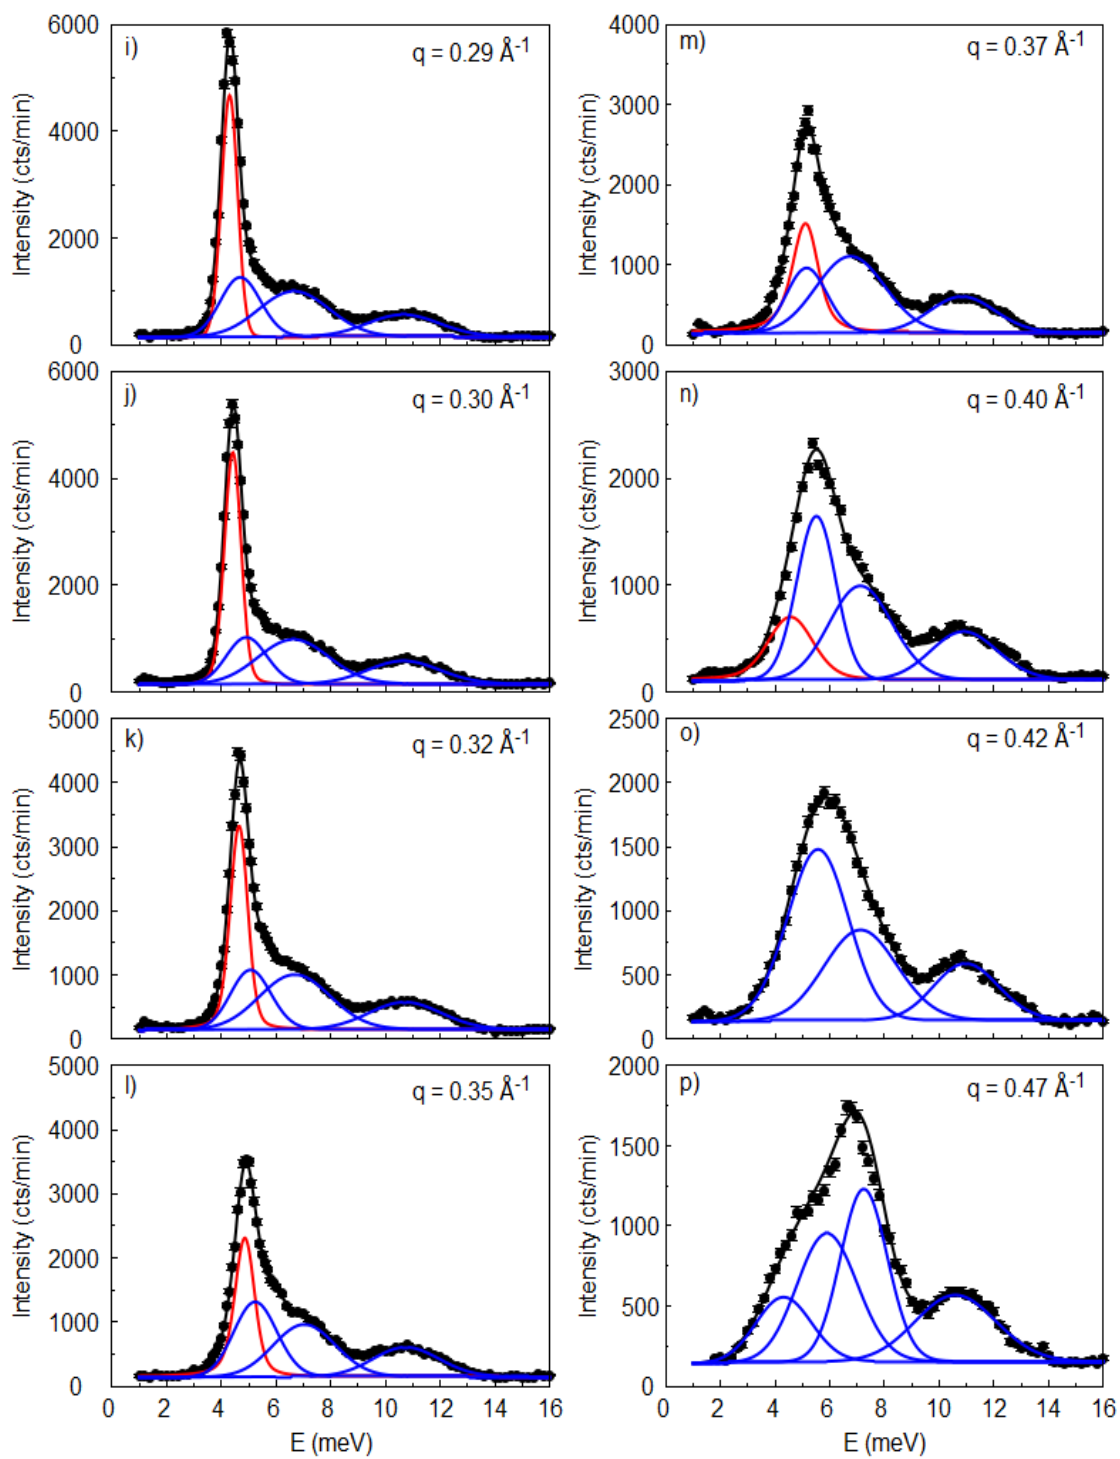 i)
q = 0.29 Å-1
Intensity (cts/min)
6000
4000
2000
0
j)
q = 0.30 Å-1
Intensity (cts/min)
6000
4000
2000
0
k)
q = 0.32 Å-1
Intensity (cts/min)
5000
4000
3000
2000
1000
0
l)
q = 0.35 Å-1
Intensity (cts/min)
5000
4000
3000
2000
1000
0
0 2 4 6 8 10 12 14 16
E (meV)
m)
q = 0.37 Å-1
Intensity (cts/min)
4000
3000
2000
1000
0
n)
q = 0.40 Å-1
Intensity (cts/min)
3000
2000
1000
0
o)
q = 0.42 Å-1
Intensity (cts/min)
2500
2000
1500
1000
500
0
p)
q = 0.47 Å-1
Intensity (cts/min)
2000
1500
1000
500
0
0 2 4 6 8 10 12 14 16
E (meV)